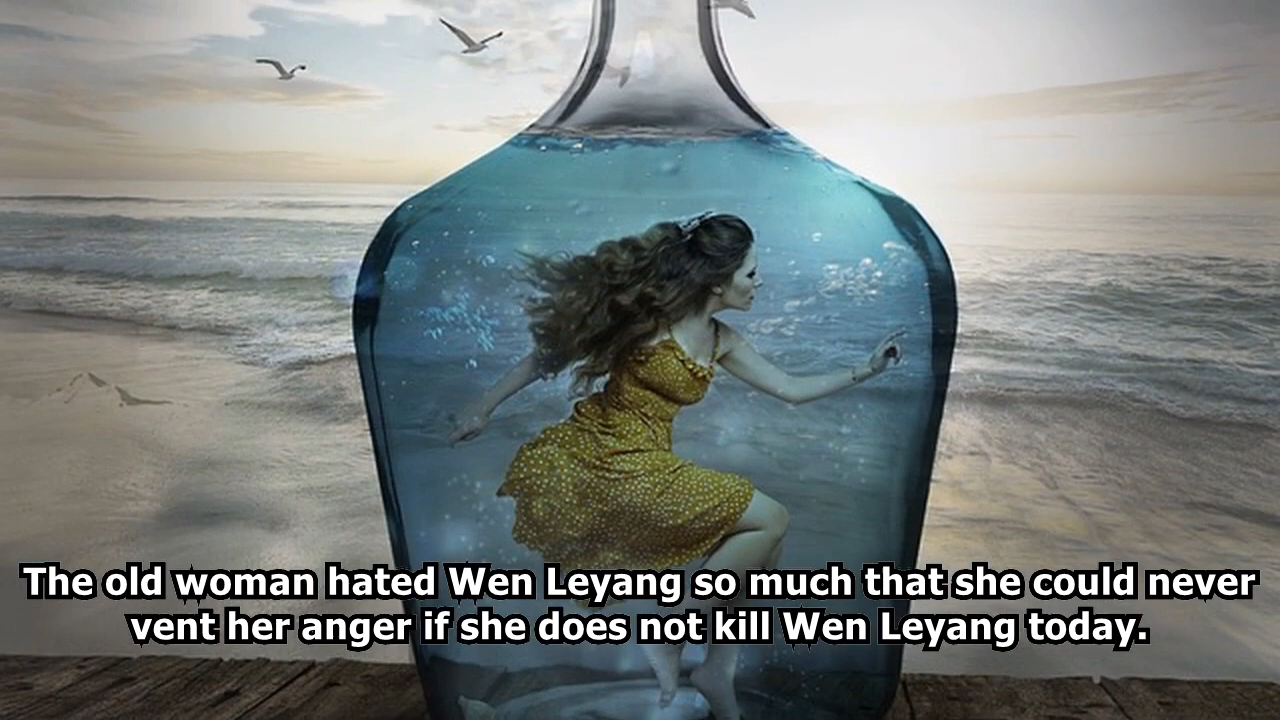 The old woman hated Wen Leyang so much that she could never
vent her anger if she does not kill Wen Leyang today.